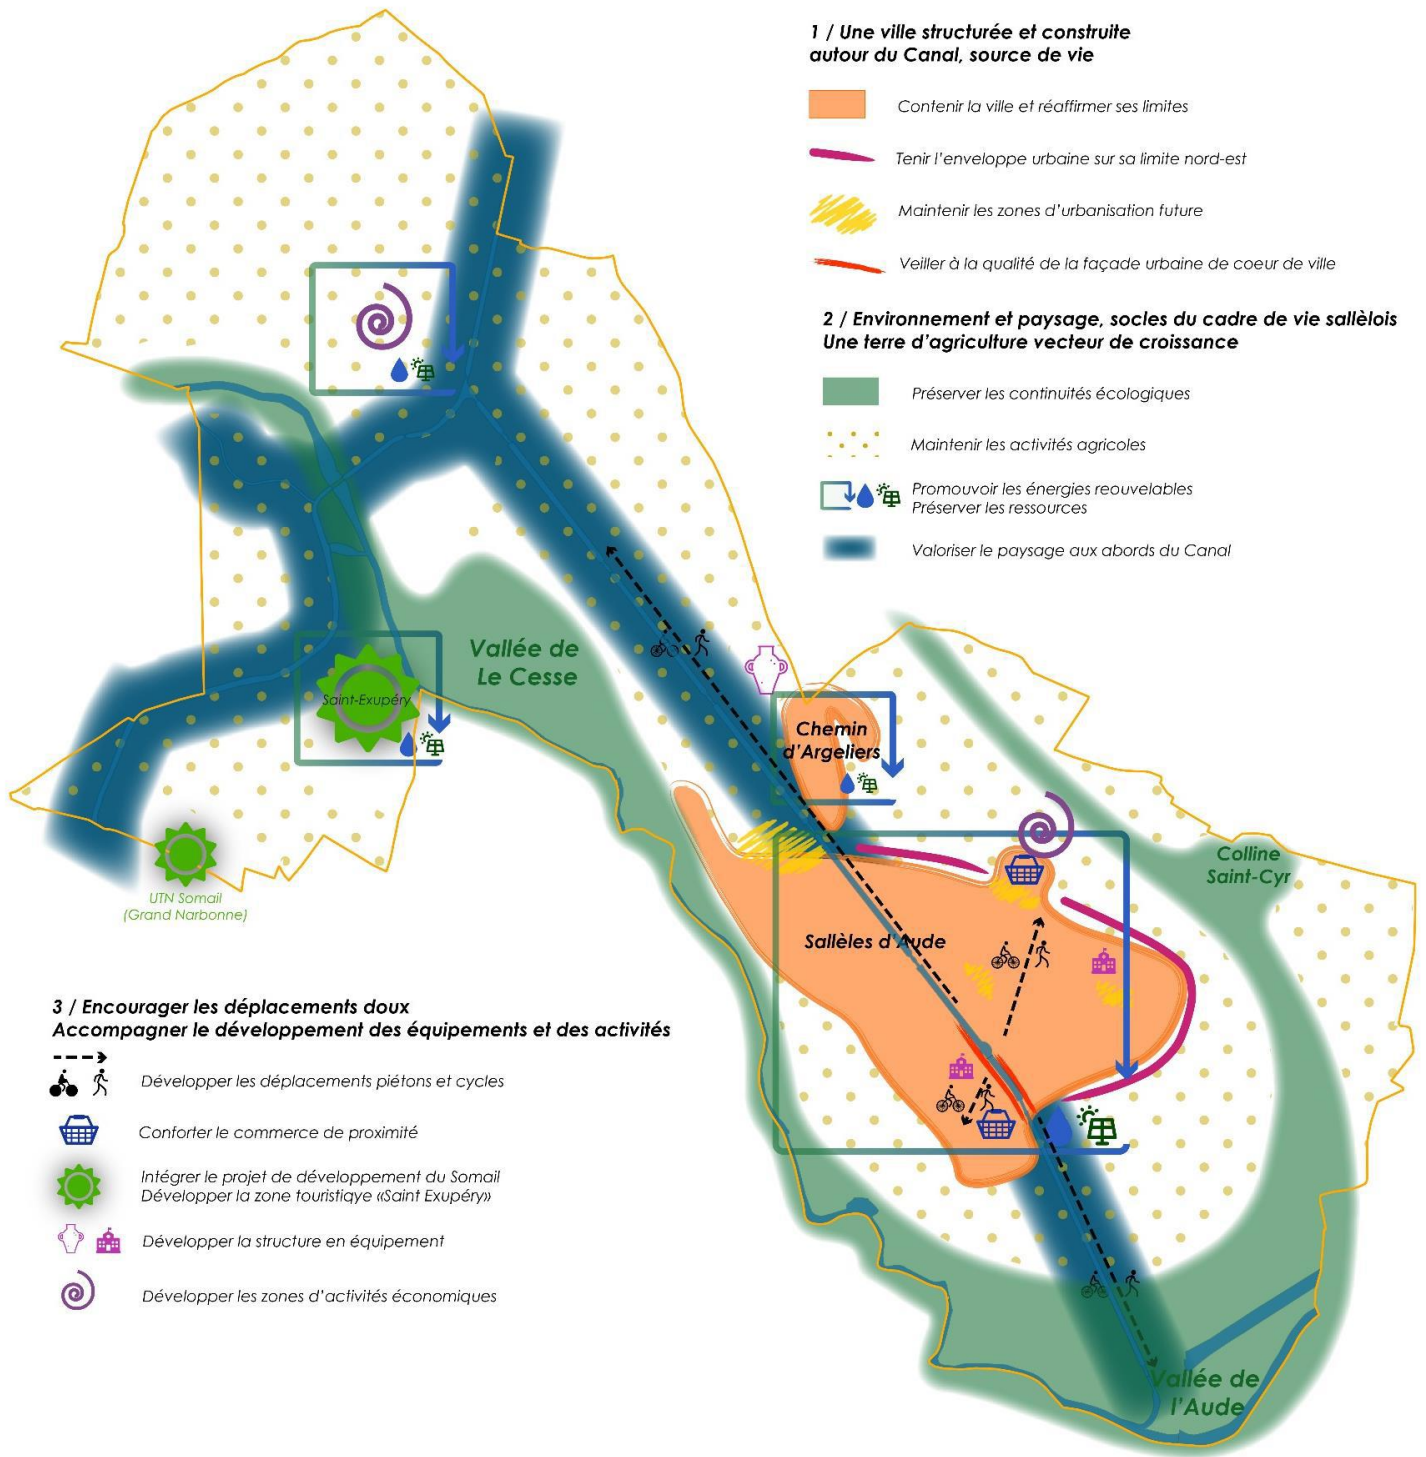 1 / Une ville structurée et construite
autour du Canal, source de vie
Contenir la ville et réaffirmer ses limites
Tenir l'enveloppe urbaine sur sa limite nord-est
Maintenir les zones d'urbanisation future
Veiller à la qualité de la façade urbaine de coeur de ville
2 / Environnement et paysage, socles du cadre de vie sallèlois
Une terre d'agriculture vecteur de croissance
Préserver les continuités écologiques
Maintenir les activités agricoles
Promouvoir les énergies reouvelables
Préserver les ressources
Valoriser le paysage aux abords du Canal
Vallée de
Le Cesse
Saint-Exupéry
Chemin
d'Argeliers
UTN Somail
(Grand Narbonne)
Colline
Saint-Cyr
Sallèles d'Aude
3 / Encourager les déplacements doux
Accompagner le développement des équipements et des activités
Développer les déplacements piétons et cycles
Conforter le commerce de proximité
Intégrer le projet de développement du Somail
Développer la zone touristiqye «Saint Exupéry»
Développer la structure en équipement
Développer les zones d'activités économiques
Vallée de
l'Aude